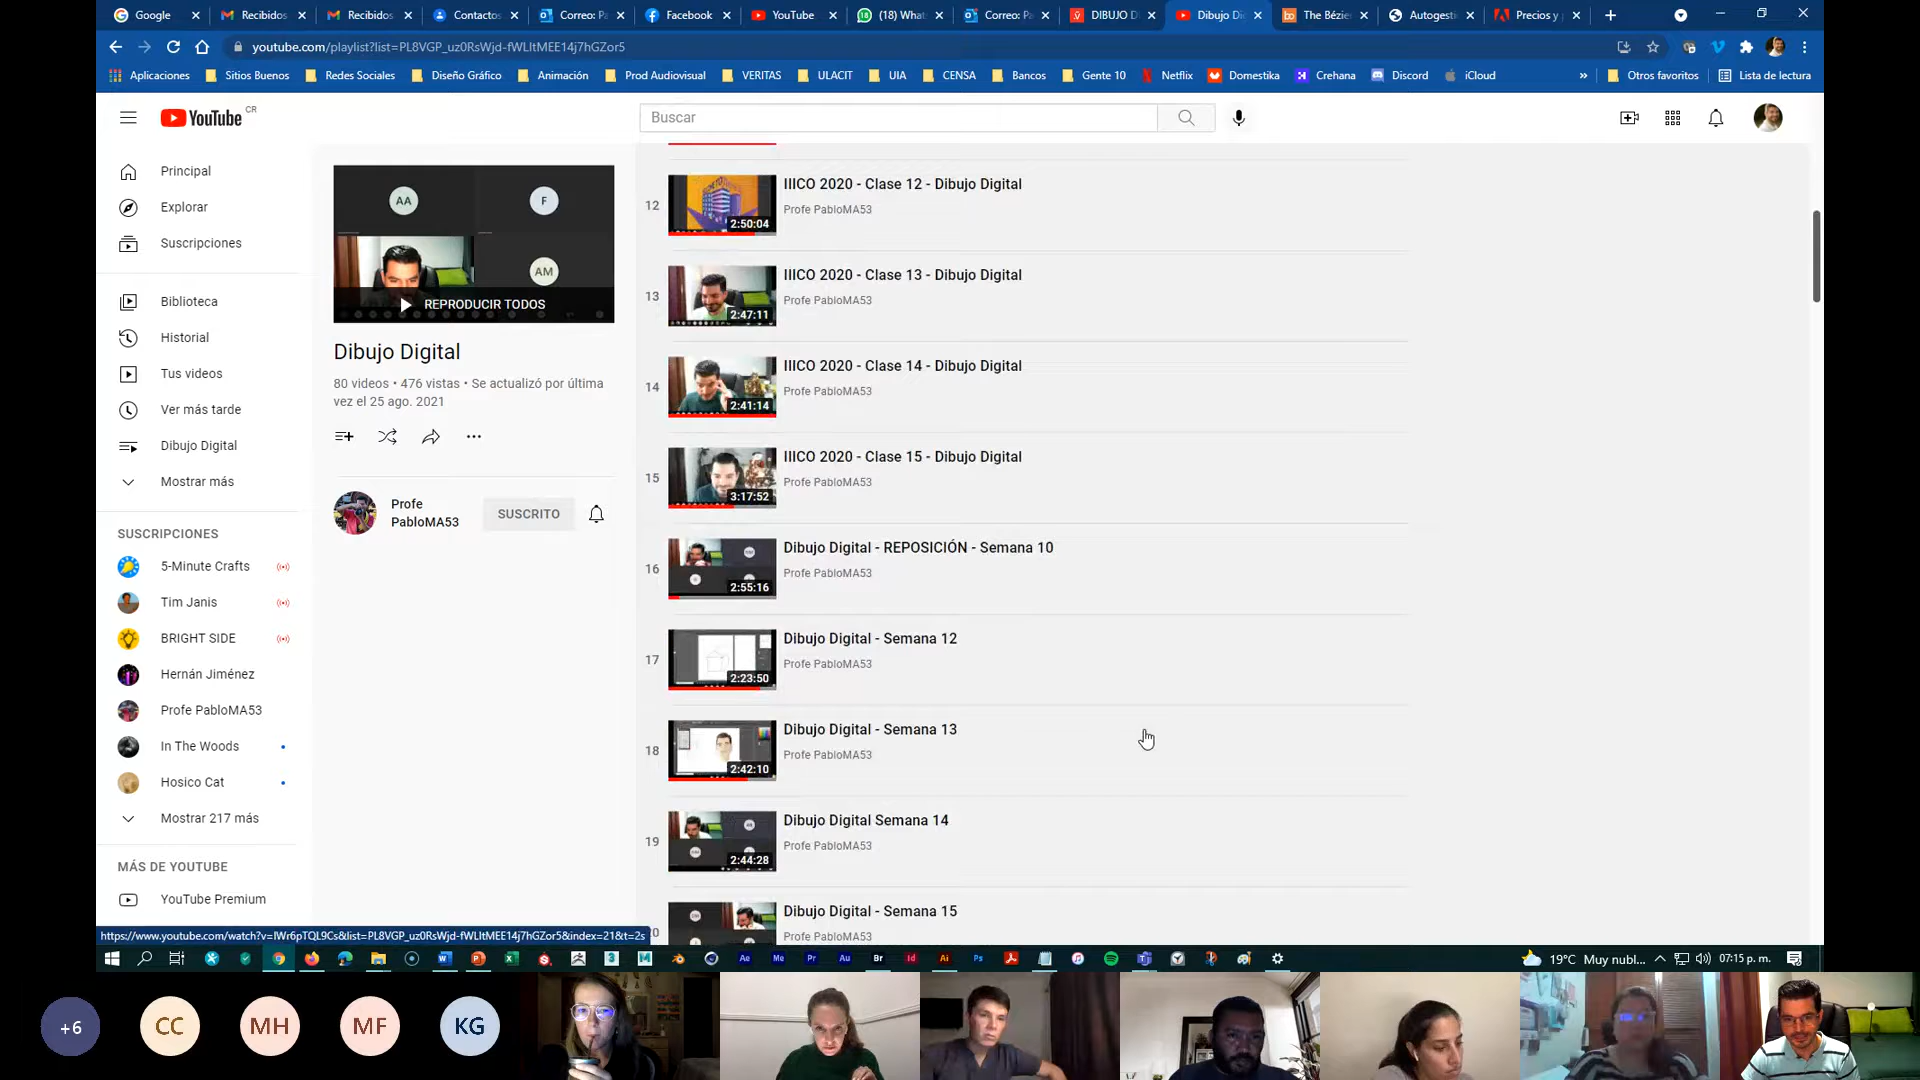 Google
Recibidos
Recibidos
Contactos
Correo: Pa
Facebook
YouTube
(18) What
Correo: Pa
DIBUJO D
Dibujo Di
The Bézie
Autogesti
Precios y
youtube.com/playlist?list=PL8VGP_uz0RsWjd-fWLItMEE14j7hGZor5
Aplicaciones
Sitios Buenos
Redes Sociales
Diseño Gráfico
Animación
Prod Audiovisual
VERITAS
ULACIT
UIA
CENSA
Bancos
Gente 10
Netflix
Domestika
Crehana
Discord
iCloud
»
Otros favoritos
Lista de lectura
YouTube CR
Buscar
Principal
Explorar
Suscripciones
Biblioteca
Historial
Tus videos
Ver más tarde
Dibujo Digital
Mostrar más
SUSCRIPCIONES
5-Minute Crafts
Tim Janis
BRIGHT SIDE
Hernán Jiménez
Profe PabloMA53
In The Woods
Hosico Cat
Mostrar 217 más
MÁS DE YOUTUBE
YouTube Premium
AA
F
AM
REPRODUCIR TODOS
Dibujo Digital
80 videos • 476 vistas • Se actualizó por última
vez el 25 ago. 2021
Profe
PabloMA53
SUSCRITO
12
2:50:04
IIICO 2020 - Clase 12 - Dibujo Digital
Profe PabloMA53
13
2:47:11
IIICO 2020 - Clase 13 - Dibujo Digital
Profe PabloMA53
14
2:41:14
IIICO 2020 - Clase 14 - Dibujo Digital
Profe PabloMA53
15
3:17:52
IIICO 2020 - Clase 15 - Dibujo Digital
Profe PabloMA53
16
2:55:16
Dibujo Digital - REPOSICIÓN - Semana 10
Profe PabloMA53
17
2:23:50
Dibujo Digital - Semana 12
Profe PabloMA53
18
2:42:10
Dibujo Digital - Semana 13
Profe PabloMA53
19
2:44:28
Dibujo Digital Semana 14
Profe PabloMA53
Dibujo Digital - Semana 15
Profe PabloMA53
https://www.youtube.com/watch?v=IWr6pTQL9Cs&list=PL8VGP_uz0RsWjd-fWLItMEE14j7hGZor5&index=21&t=2s
Ae
Me
Pr
Au
Br
Id
Ai
Ps
19°C Muy nubl...
07:15 p. m.
+6
CC
MH
MF
KG